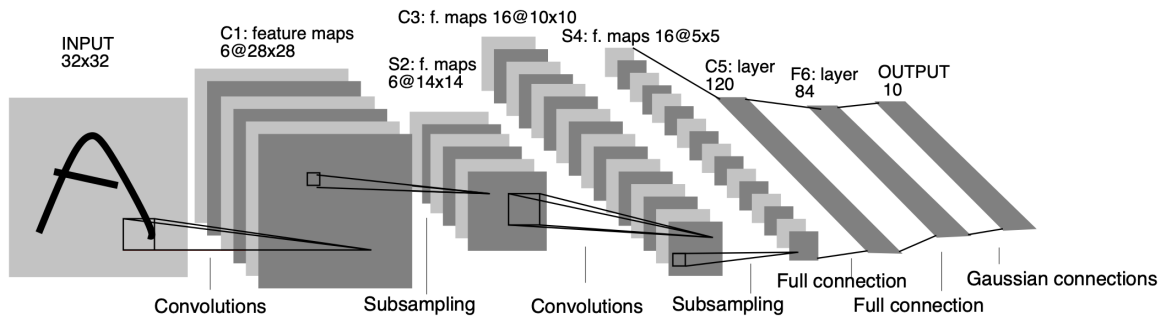 INPUT
32x32
C1: feature maps
6@28x28
S2: f. maps
6@14x14
C3: f. maps 16@10x10
S4: f. maps 16@5x5
C5: layer
120
F6: layer
84
OUTPUT
10
Convolutions
Subsampling
Convolutions
Subsampling
Full connection
Full connection
Gaussian connections